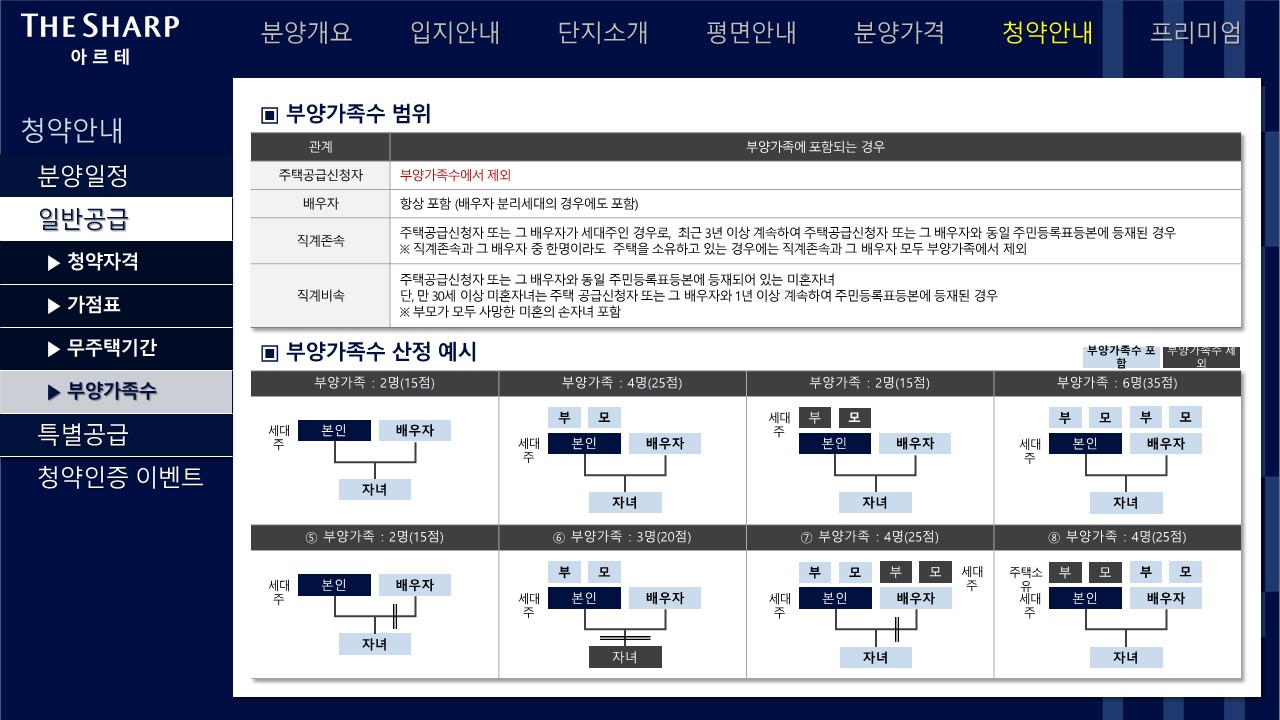 THE SHARP
아르테
분양개요 입지안내 단지소개 평면안내 분양가격 청약안내 프리미엄
청약안내
분양일정
일반공급
▶ 청약자격
▶ 가점표
▶ 무주택기간
▶ 부양가족수
특별공급
청약인증 이벤트
▣ 부양가족수 범위
관계 부양가족에 포함되는 경우
주택공급신청자 부양가족수에서 제외
배우자 항상 포함 (배우자 분리세대의 경우에도 포함)
직계존속 주택공급신청자 또는 그 배우자가 세대주인 경우로, 최근 3년 이상 계속하여 주택공급신청자 또는 그 배우자와 동일 주민등록표등본에 등재된 경우
※ 직계존속과 그 배우자 중 한명이라도 주택을 소유하고 있는 경우에는 직계존속과 그 배우자 모두 부양가족에서 제외
직계비속 주택공급신청자 또는 그 배우자와 동일 주민등록표등본에 등재되어 있는 미혼자녀
단, 만 30세 이상 미혼자녀는 주택 공급신청자 또는 그 배우자와 1년 이상 계속하여 주민등록표등본에 등재된 경우
※ 부모가 모두 사망한 미혼의 손자녀 포함
▣ 부양가족수 산정 예시
부양가족수 포
함
부양가족수 제
외
부양가족 : 2명(15점) 부양가족 : 4명(25점) 부양가족 : 2명(15점) 부양가족 : 6명(35점)
세대
주
본인 배우자
자녀
부 모
세대
주
본인 배우자
자녀
세대
주
부 모
본인 배우자
자녀
부 모 부 모
세대
주
본인 배우자
자녀
⑤ 부양가족 : 2명(15점) ⑥ 부양가족 : 3명(20점) ⑦ 부양가족 : 4명(25점) ⑧ 부양가족 : 4명(25점)
세대
주
본인 배우자
자녀
부 모
세대
주
본인 배우자
자녀
부 모 부 모 세대
주
세대
주
본인 배우자
자녀
주택소
유
부 모 부 모
세대
주
본인 배우자
자녀